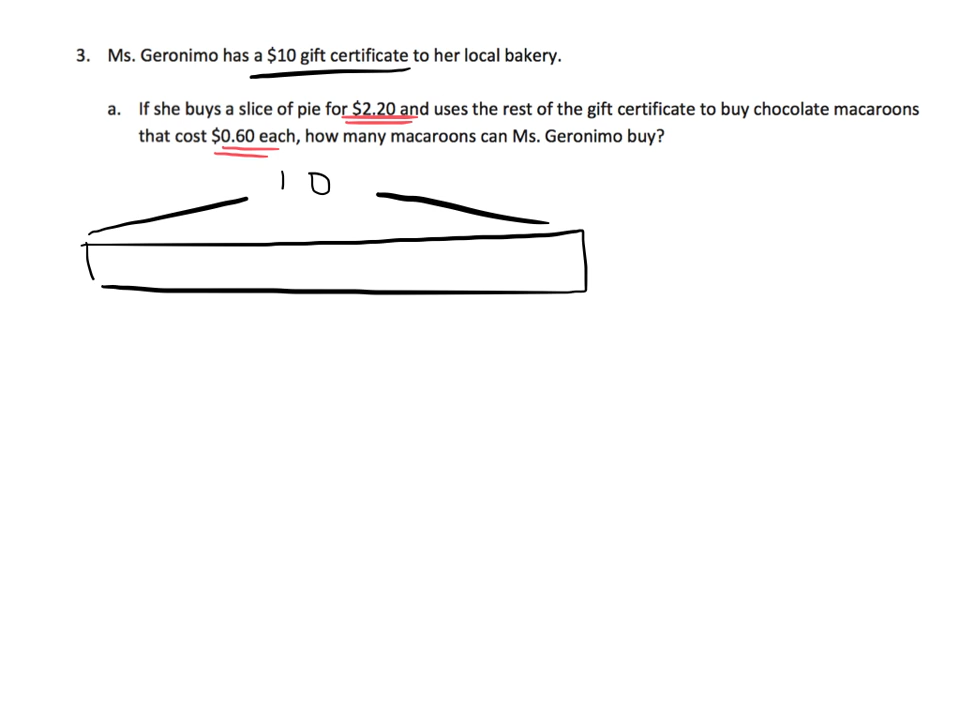 3. Ms. Geronimo has a $10 gift certificate to her local bakery.
a. If she buys a slice of pie for $2.20 and uses the rest of the gift certificate to buy chocolate macaroons
that cost $0.60 each, how many macaroons can Ms. Geronimo buy?
10